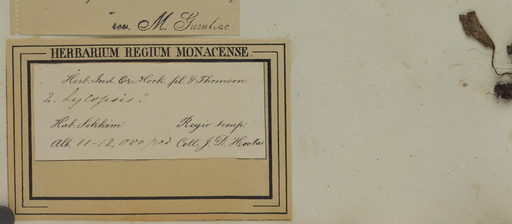 M.
HERBARIUM REGIUM MONACENSE
Herb. Ind. Or. Hook. fil. & Thomson.
2. Lycopsis?
Hab. Sikkim Regio temp.
Alt. 11-12,000 ped Coll. J. D. Hooker